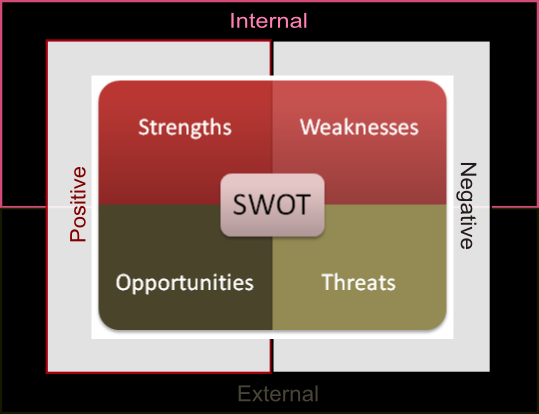 Internal
Strengths
Weaknesses
Positive
SWOT
Negative
Opportunities
Threats
External